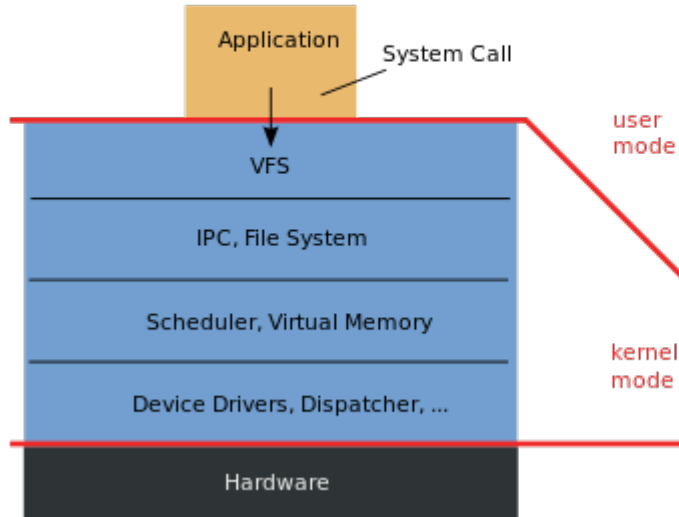 Application
System Call
user
mode
VFS
IPC, File System
Scheduler, Virtual Memory
kernel
mode
Device Drivers, Dispatcher, ...
Hardware